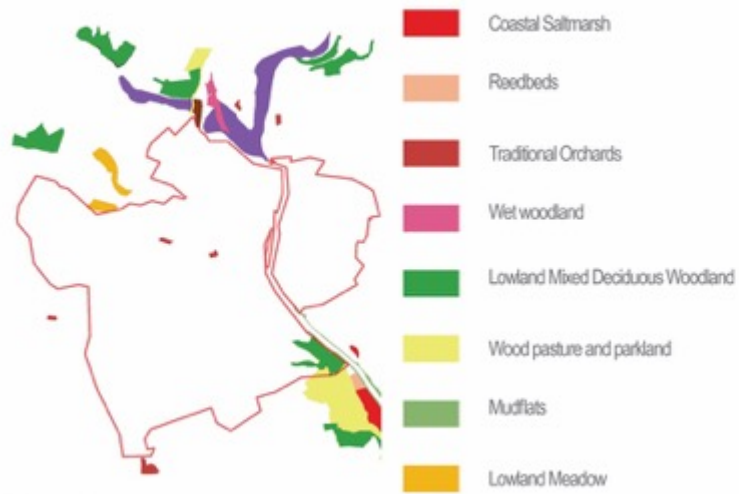 Coastal Saltmarsh
Reedbeds
Traditional Orchards
Wet woodland
Lowland Mixed Deciduous Woodland
Wood pasture and parkland
Mudflats
Lowland Meadow